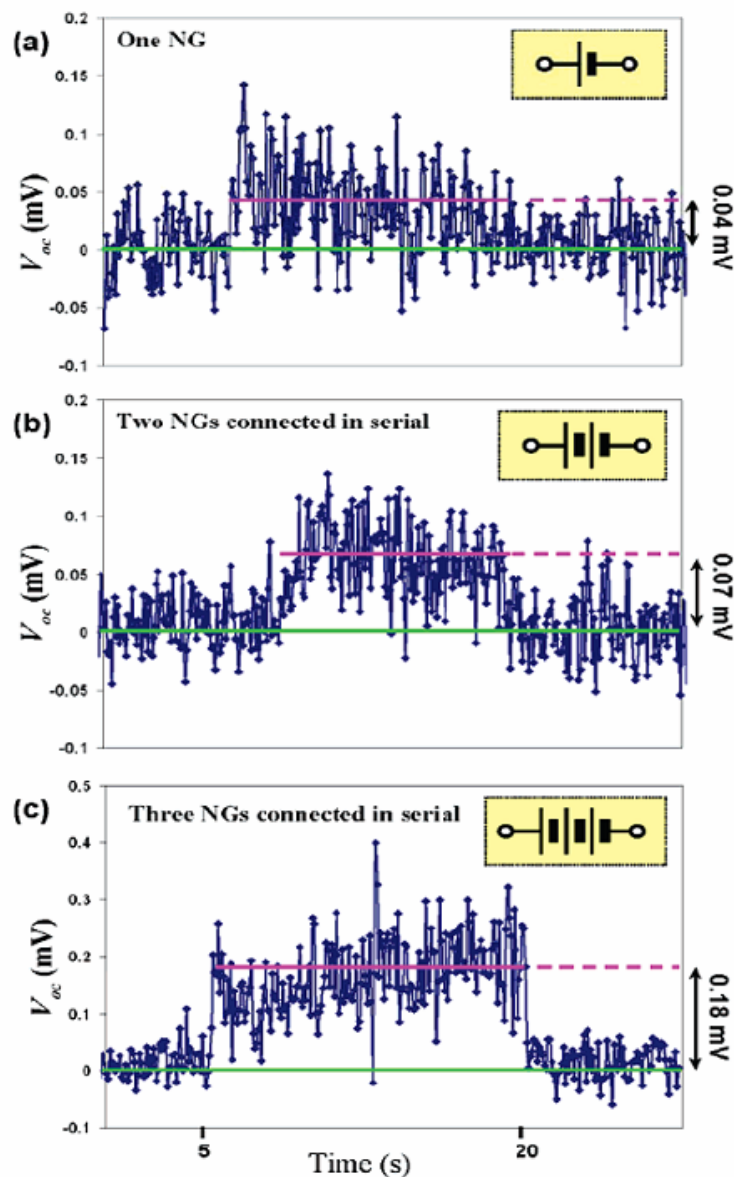 (a)
One NG
0.2
0.15
0.1
0.05
0
-0.05
-0.1
Voc (mV)
0.04 mV
(b)
Two NGs connected in serial
0.2
0.15
0.1
0.05
0
-0.05
-0.1
Voc (mV)
0.07 mV
(c)
Three NGs connected in serial
0.5
0.4
0.3
0.2
0.1
0
-0.1
Voc (mV)
0.18 mV
5
20
Time (s)